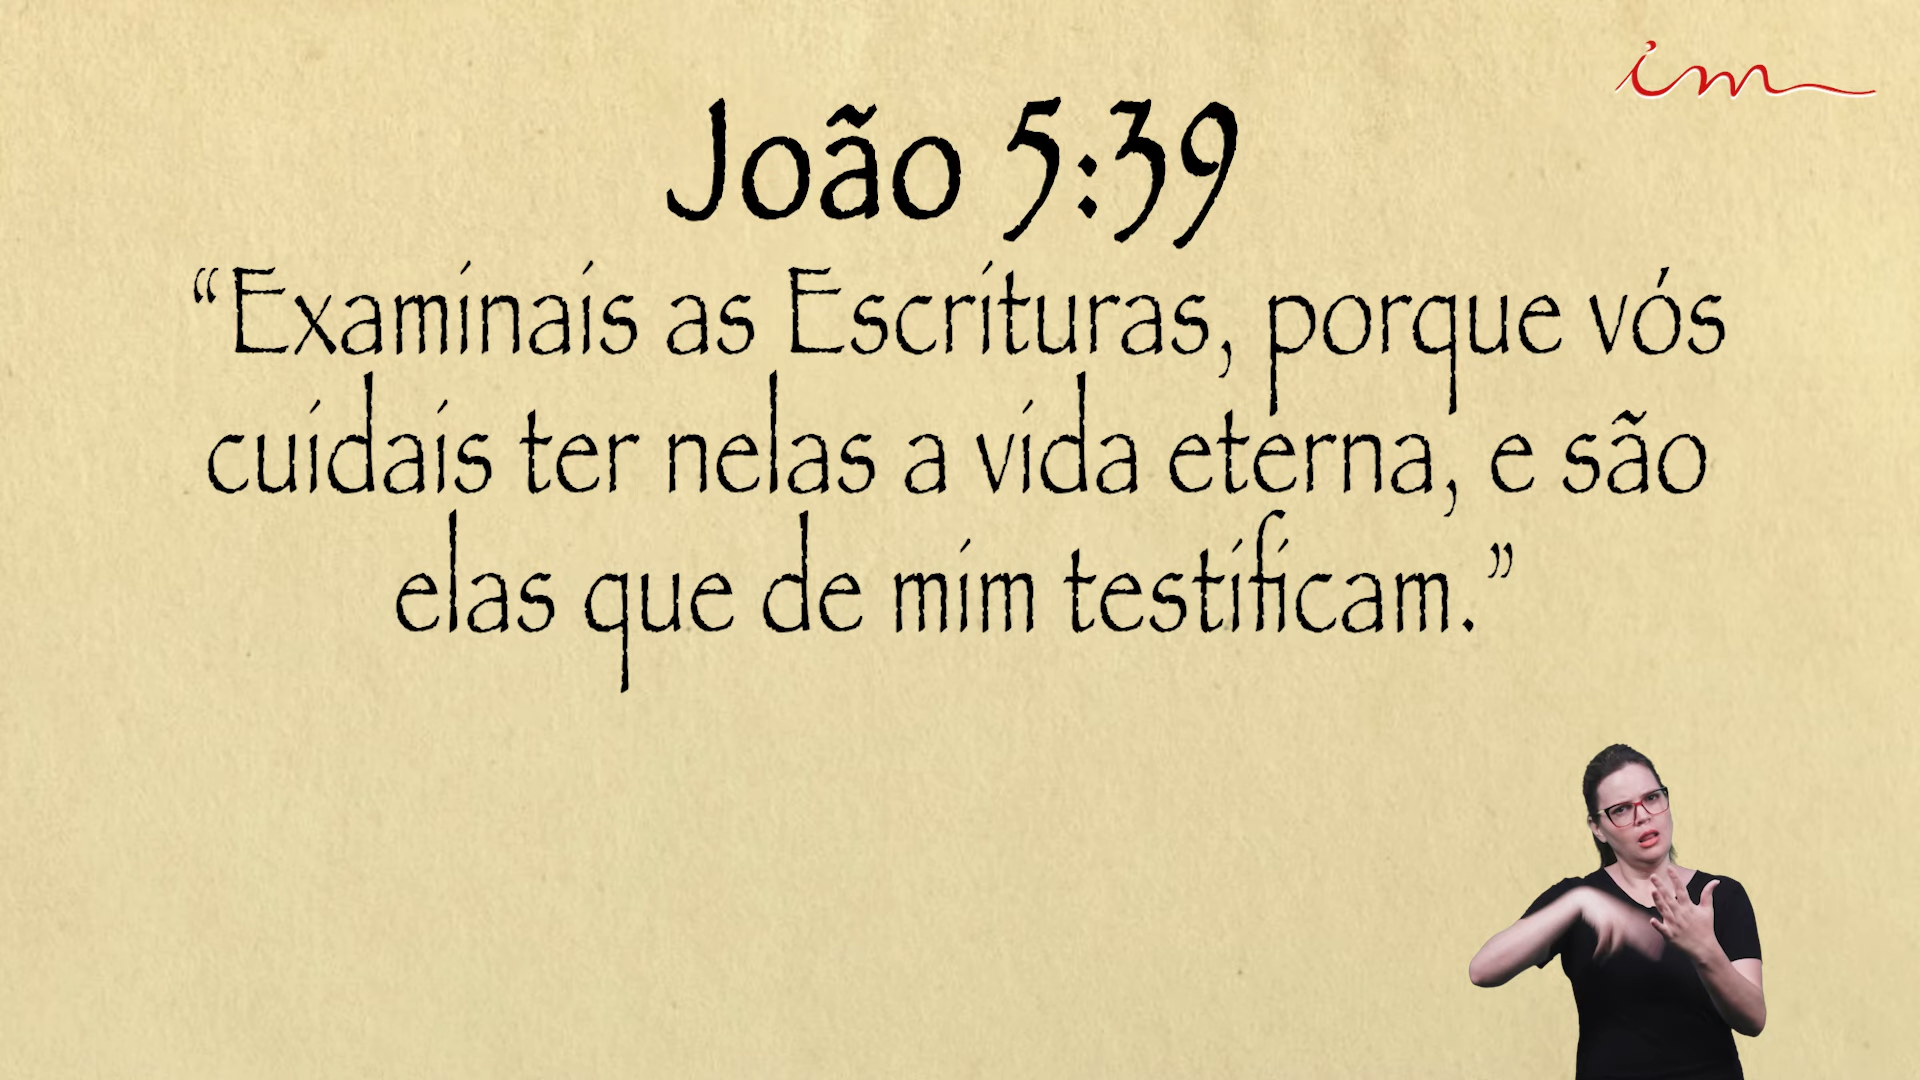 im
João 5:39
“Examinais as Escrituras, porque vós
cuidais ter nelas a vida eterna, e são
elas que de mim testificam.”